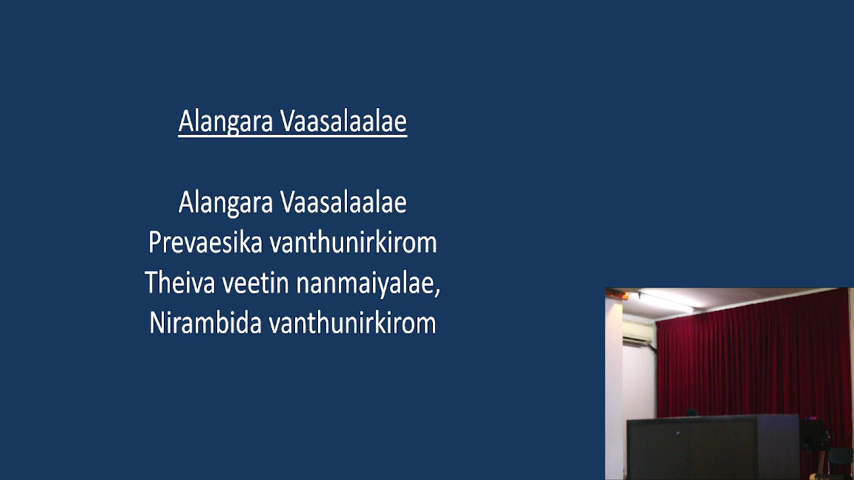 Alangara Vaasalaalae
Alangara Vaasalaalae
Prevaesika vanthunirkirom
Theiva veetin nanmaiyalae,
Nirambida vanthunirkirom